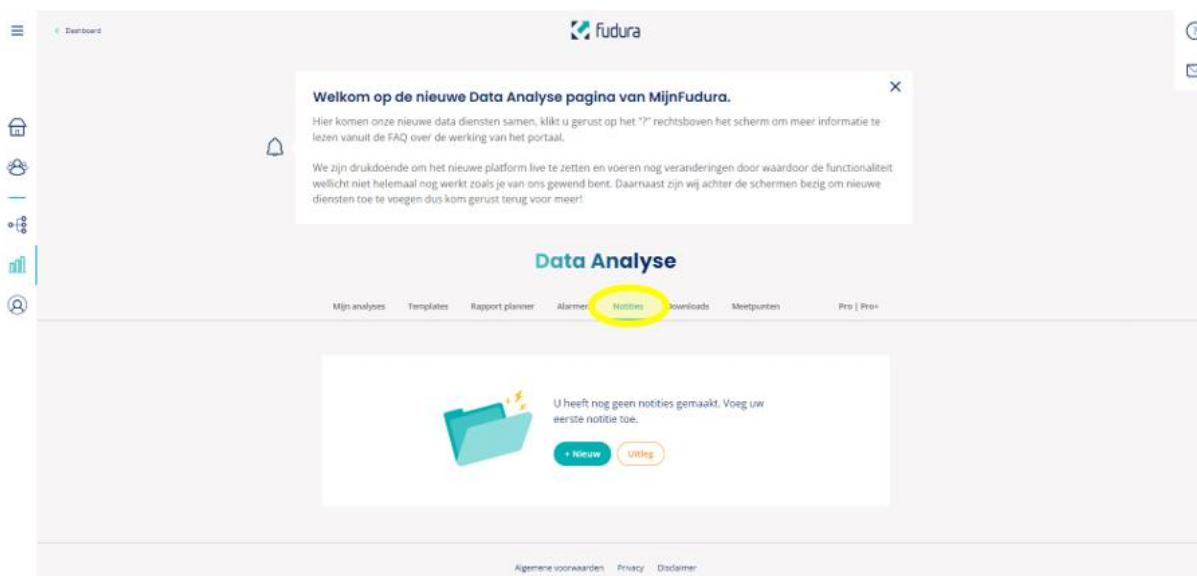 Dashboard
fudura
Welkom op de nieuwe Data Analyse pagina van MijnFudura.
Hier komen onze nieuwe data diensten samen, klikt u gerust op het "?" rechtsboven het scherm om meer informatie te
lezen vanuit de FAQ over de werking van het portaal.
We zijn drukdoende om het nieuwe platform live te zetten en voeren nog veranderingen door waardoor de functionaliteit
wellicht niet helemaal nog werkt zoals je van ons gewend bent. Daarnaast zijn wij achter de schermen bezig om nieuwe
diensten toe te voegen dus kom gerust terug voor meer!
Data Analyse
Mijn analyses Templates Rapport planner Alarmen Notities Downloads Meetpunten Pro | Pro+
U heeft nog geen notities gemaakt. Voeg uw
eerste notitie toe.
+ Nieuw Uitleg
Algemene voorwaarden Privacy Disclaimer